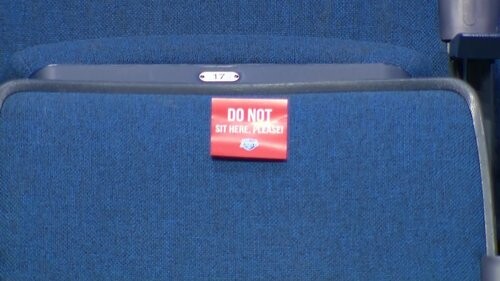 17
DO NOT
SIT HERE, PLEASE!